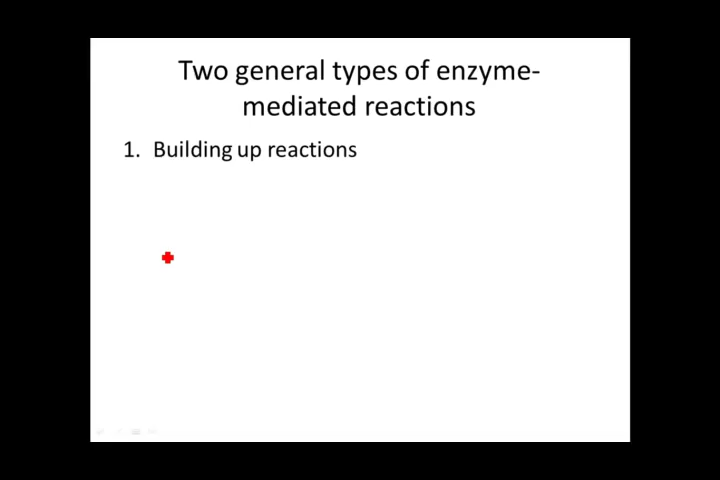 Two general types of enzyme-
mediated reactions
1. Building up reactions